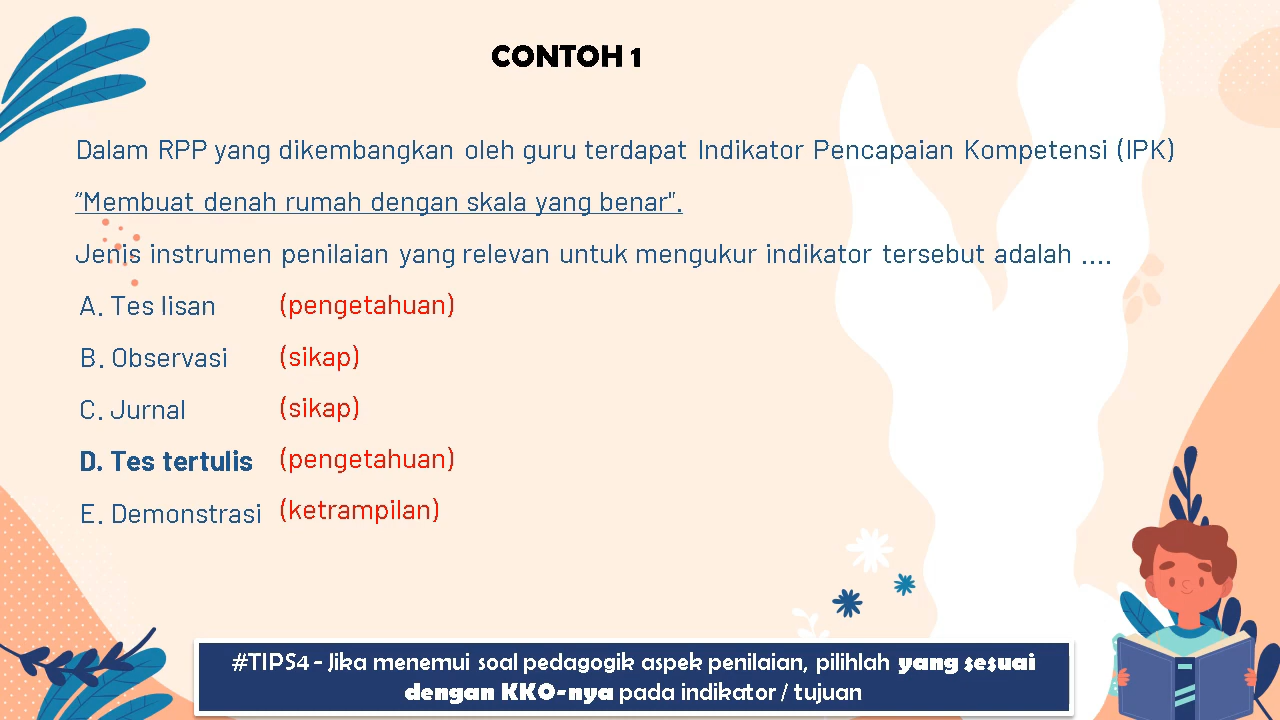 CONTOH 1
Dalam RPP yang dikembangkan oleh guru terdapat Indikator Pencapaian Kompetensi (IPK)
“Membuat denah rumah dengan skala yang benar”.
Jenis instrumen penilaian yang relevan untuk mengukur indikator tersebut adalah ....
A. Tes lisan (pengetahuan)
B. Observasi (sikap)
C. Jurnal (sikap)
D. Tes tertulis (pengetahuan)
E. Demonstrasi (ketrampilan)
#TIPS4 - Jika menemui soal pedagogik aspek penilaian, pilihlah yang sesuai
dengan KKO-nya pada indikator / tujuan